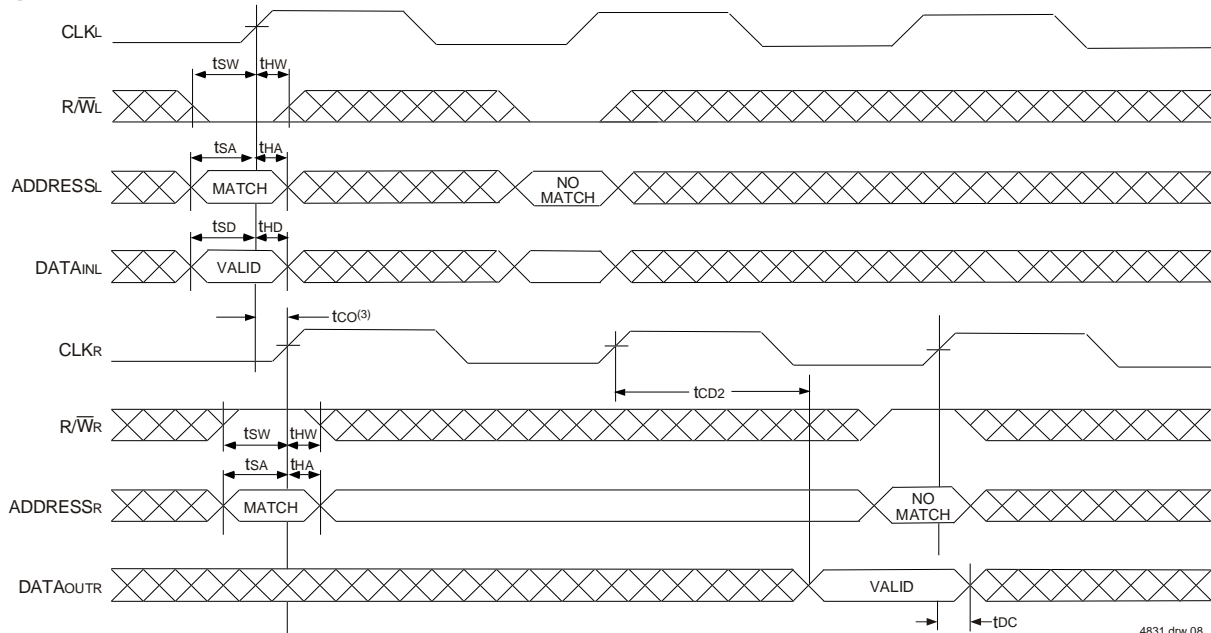 CLKL
tSW tHW
R/W̅L
tSA tHA
ADDRESSL MATCH NO MATCH
tSD tHD
DATAINL VALID
tCO(3)
CLKR
tCD2
R/W̅R
tSW tHW
tSA tHA
ADDRESSR MATCH NO MATCH
DATAOUTR VALID
tDC
4831 drw 08